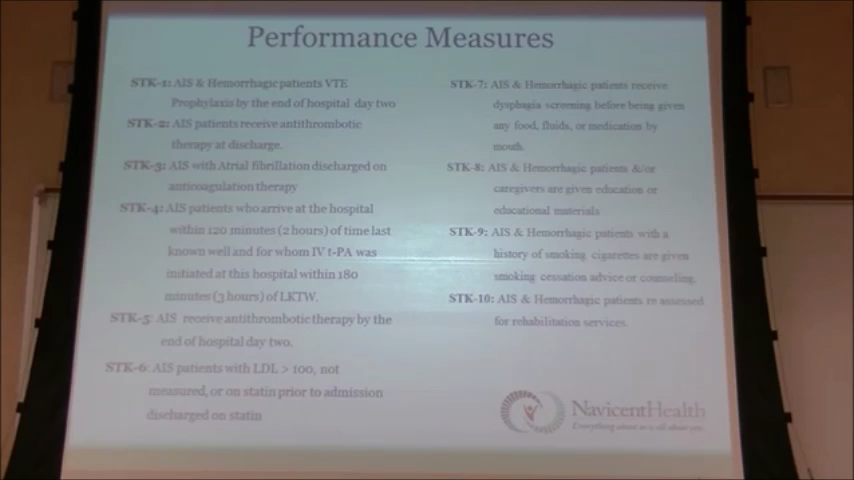 Performance Measures
STK-1: AIS & Hemorrhagic patients VTE
Prophylaxis by the end of hospital day two
STK-2: AIS patients receive antithrombotic
therapy at discharge.
STK-3: AIS with Atrial fibrillation discharged on
anticoagulation therapy
STK-4: AIS patients who arrive at the hospital
within 120 minutes (2 hours) of time last
known well and for whom IV t-PA was
initiated at this hospital within 180
minutes (3 hours) of LKTW.
STK-5: AIS receive antithrombotic therapy by the
end of hospital day two.
STK-6: AIS patients with LDL > 100, not
measured, or on statin prior to admission
discharged on statin
STK-7: AIS & Hemorrhagic patients receive
dysphagia screening before being given
any food, fluids, or medication by
mouth.
STK-8: AIS & Hemorrhagic patients &/or
caregivers are given education or
educational materials
STK-9: AIS & Hemorrhagic patients with a
history of smoking cigarettes are given
smoking cessation advice or counseling.
STK-10: AIS & Hemorrhagic patients re assessed
for rehabilitation services.
NavicentHealth
Everything about us is all about you.